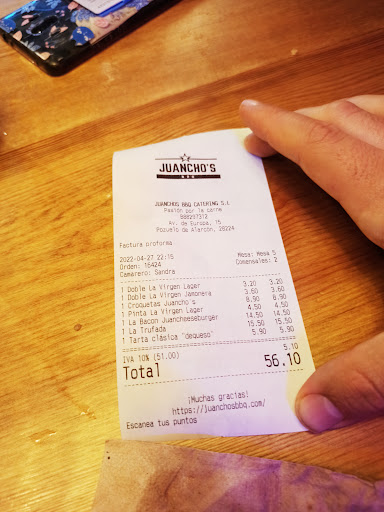 JUANCHO'S
BBQ
JUANCHOS BBQ CATERING S.L
Pasión por la carne
B88297312
Av. de Europa, 15
Pozuelo de Alarcón, 28224
Factura proforma
2022-04-27 22:15 Mesa: Mesa 5
Orden: 16424 Comensales: 2
Camarero: Sandra
1 Doble La Virgen Lager 3.20 3.20
1 Doble La Virgen Jamonera 3.60 3.60
1 Croquetas Juancho's 8,90 8,90
1 Pinta La Virgen Lager 4,50 4,50
1 La Bacon Juancheeseburger 14,50 14,50
1 La Trufada 15,50 15,50
1 Tarta clásica "dequeso" 5,90 5,90
IVA 10% (51.00) 5.10
Total 56.10
¡Muchas gracias!
https://juanchosbbq.com/
Escanea tus puntos